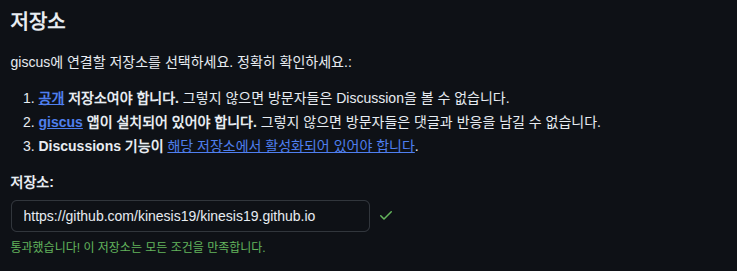 저장소
giscus에 연결할 저장소를 선택하세요. 정확히 확인하세요.:
1. 공개 저장소여야 합니다. 그렇지 않으면 방문자들은 Discussion을 볼 수 없습니다.
2. giscus 앱이 설치되어 있어야 합니다. 그렇지 않으면 방문자들은 댓글과 반응을 남길 수 없습니다.
3. Discussions 기능이 해당 저장소에서 활성화되어 있어야 합니다.
저장소:
https://github.com/kinesis19/kinesis19.github.io
통과했습니다! 이 저장소는 모든 조건을 만족합니다.